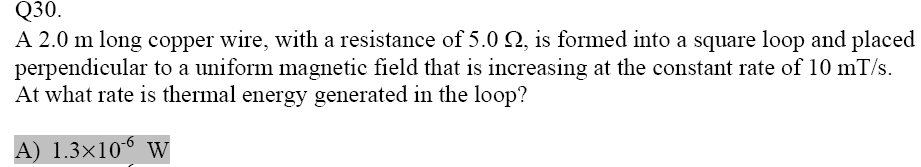 Q30.
A 2.0 m long copper wire, with a resistance of 5.0 Ω, is formed into a square loop and placed
perpendicular to a uniform magnetic field that is increasing at the constant rate of 10 mT/s.
At what rate is thermal energy generated in the loop?
A) 1.3×10⁻⁶ W